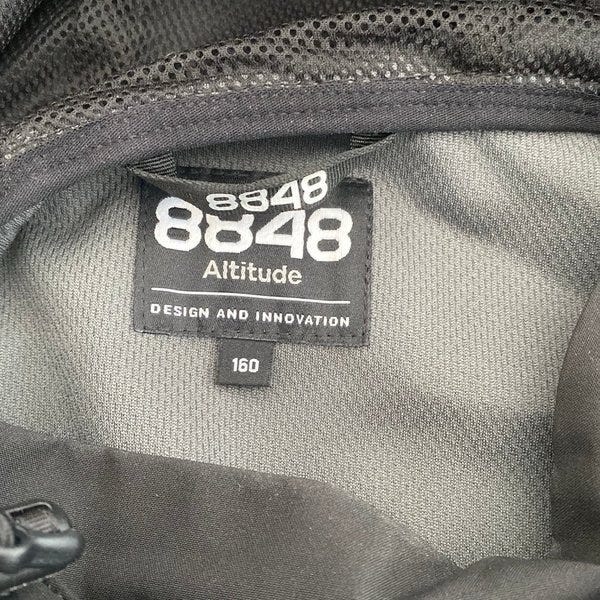 8848
8848
Altitude
DESIGN AND INNOVATION
160